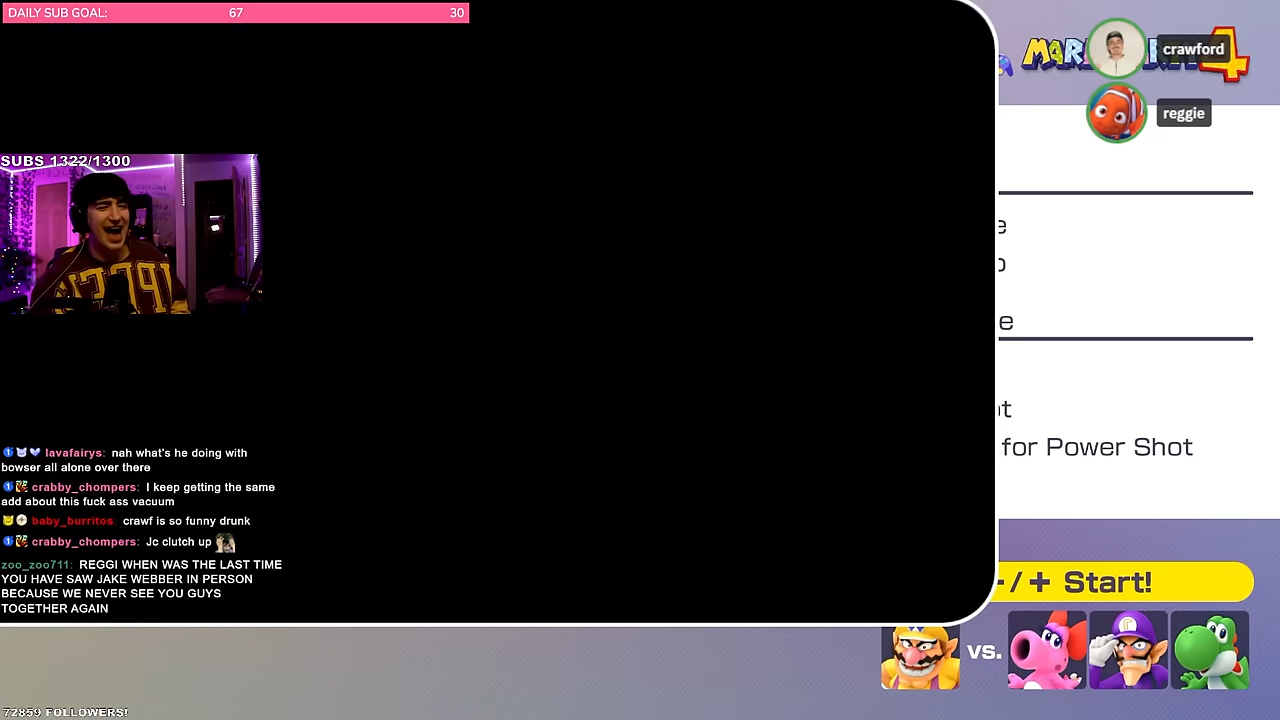 DAILY SUB GOAL: 67 30
crawford
reggie
SUBS 1322/1300
e
e
for Power Shot
lavafairys: nah what's he doing with
bowser all alone over there
crabby_chompers: I keep getting the same
add about this fuck ass vacuum
baby_burritos: crawf is so funny drunk
crabby_chompers: Jc clutch up
zoo_zoo711: REGGI WHEN WAS THE LAST TIME
YOU HAVE SAW JAKE WEBBER IN PERSON
BECAUSE WE NEVER SEE YOU GUYS
TOGETHER AGAIN
/ + Start!
vs.
72859 FOLLOWERS!